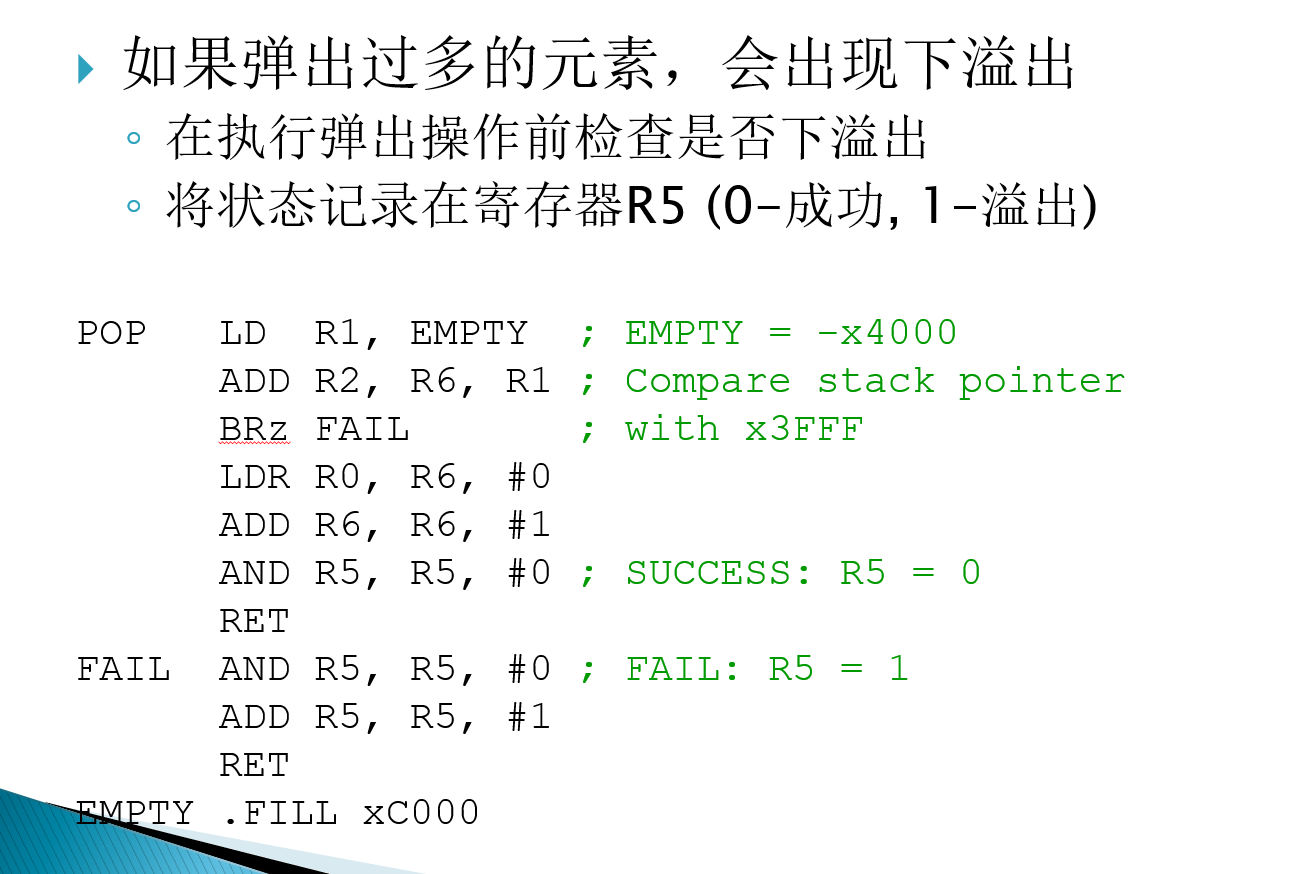 如果弹出过多的元素，会出现下溢出
在执行弹出操作前检查是否下溢出
将状态记录在寄存器R5 (0-成功, 1-溢出)
POP LD R1, EMPTY ; EMPTY = -x4000
ADD R2, R6, R1 ; Compare stack pointer
BRz FAIL ; with x3FFF
LDR R0, R6, #0
ADD R6, R6, #1
AND R5, R5, #0 ; SUCCESS: R5 = 0
RET
FAIL AND R5, R5, #0 ; FAIL: R5 = 1
ADD R5, R5, #1
RET
EMPTY .FILL xC000